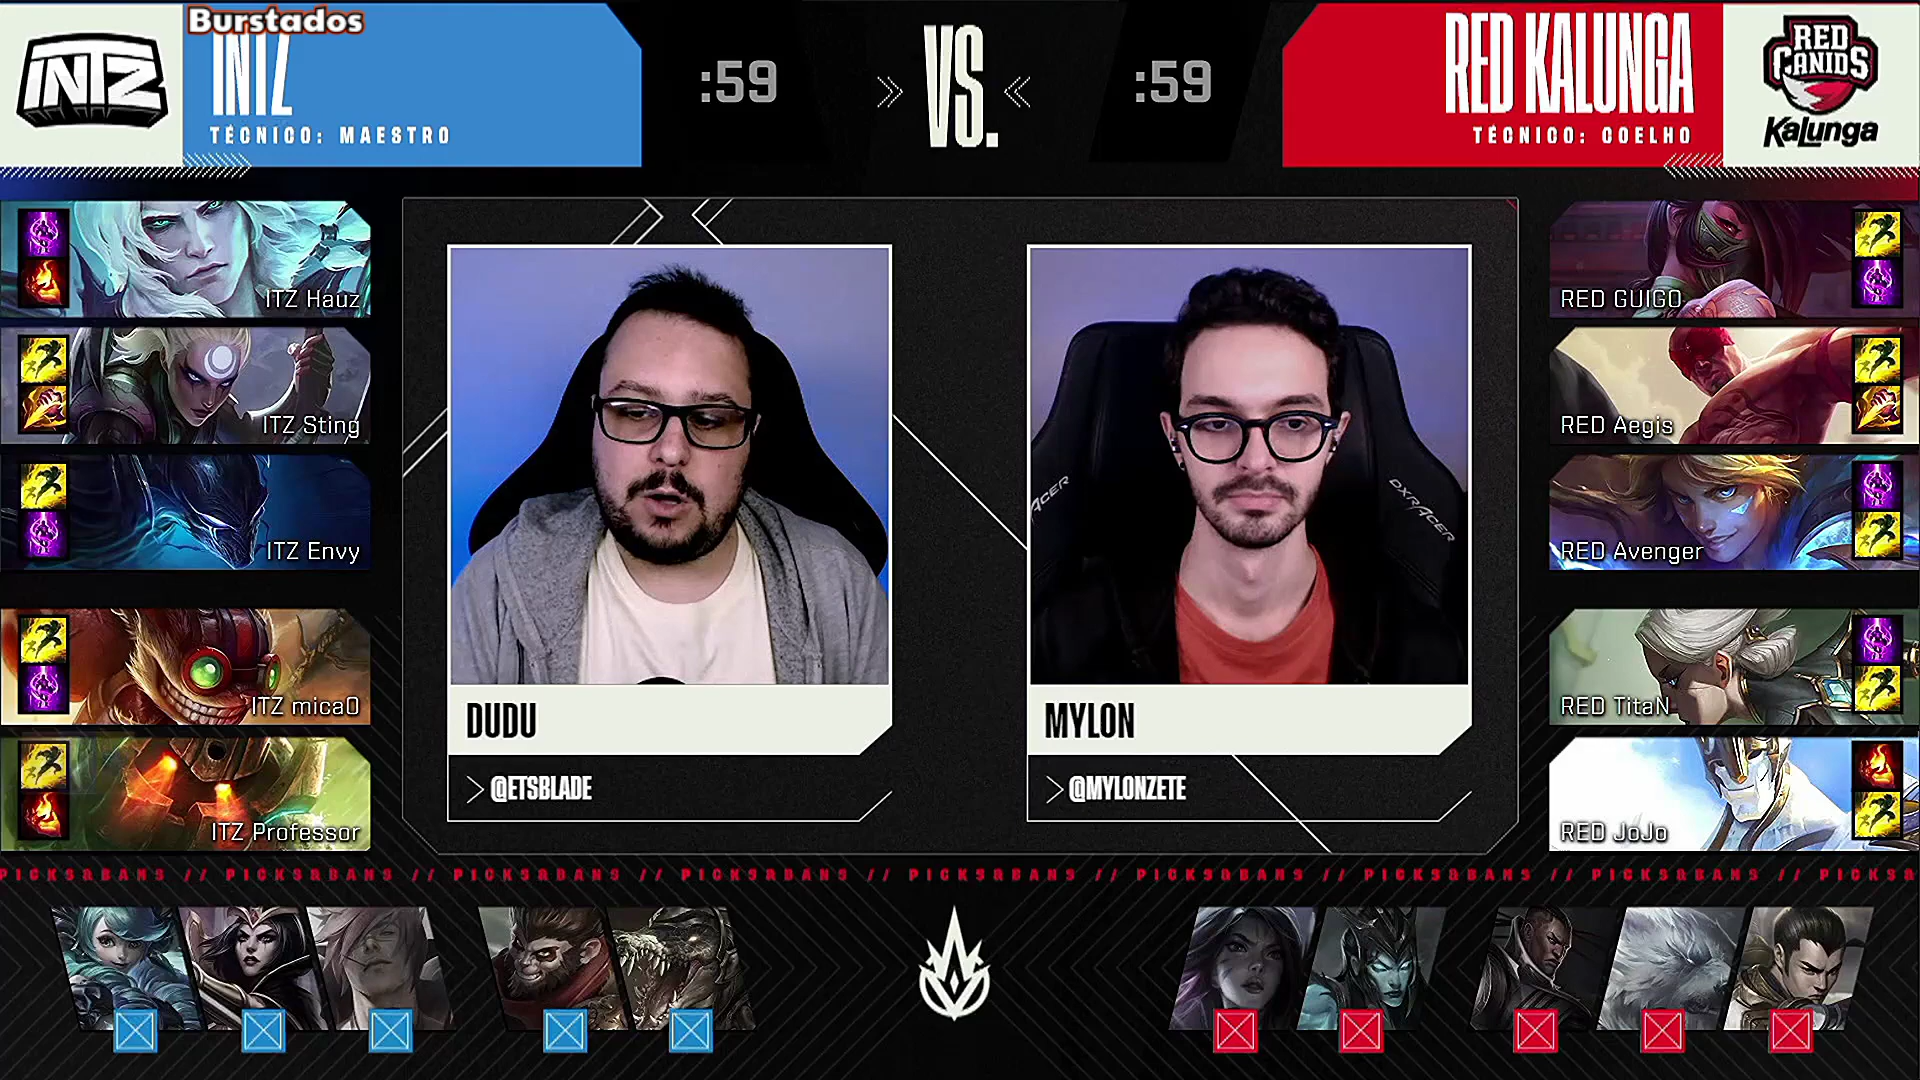 Burstados
INTZ
INTZ
TÉCNICO: MAESTRO
:59
VS.
:59
RED KALUNGA
TÉCNICO: COELHO
RED
CANIDS
Kalunga
ITZ Hauz
ITZ Sting
ITZ Envy
ITZ micaO
ITZ Professor
ACER
DXRACER
DUDU
@ETSBLADE
MYLON
@MYLONZETE
RED GUIGO
RED Aegis
RED Avenger
RED TitaN
RED JoJo
PICKS&BANS // PICKS&BANS // PICKS&BANS // PICKS&BANS // PICKS&BANS // PICKS&BANS // PICKS&BANS // PICKS&BANS // PICKS&